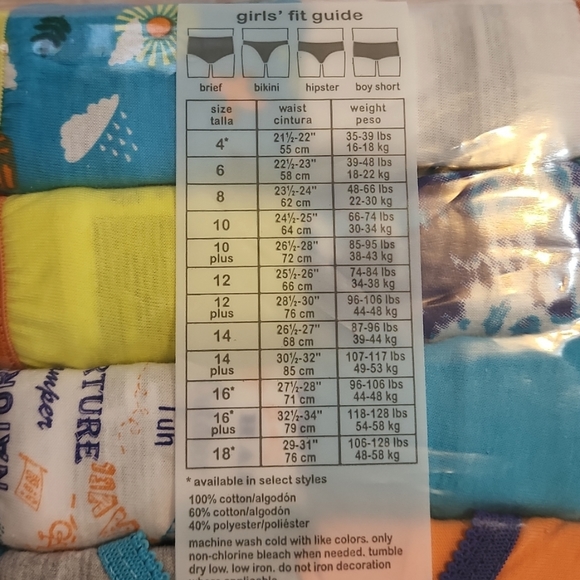 girls' fit guide
brief bikini hipster boy short
size talla waist cintura weight peso
4* 21½-22" 55 cm 35-39 lbs 16-18 kg
6 22½-23" 58 cm 39-48 lbs 18-22 kg
8 23½-24" 62 cm 48-66 lbs 22-30 kg
10 24½-25" 64 cm 66-74 lbs 30-34 kg
10 plus 26½-28" 72 cm 85-95 lbs 38-43 kg
12 25½-26" 66 cm 74-84 lbs 34-38 kg
12 plus 28½-30" 76 cm 96-106 lbs 44-48 kg
14 26½-27" 68 cm 87-96 lbs 39-44 kg
14 plus 30½-32" 85 cm 107-117 lbs 49-53 kg
16* 27½-28" 71 cm 96-106 lbs 44-48 kg
16* plus 32½-34" 79 cm 118-128 lbs 54-58 kg
18* 29-31" 76 cm 106-128 lbs 48-58 kg
* available in select styles
100% cotton/algodón
60% cotton/algodón
40% polyester/poliéster
machine wash cold with like colors. only
non-chlorine bleach when needed. tumble
dry low. low iron. do not iron decoration
where applicable